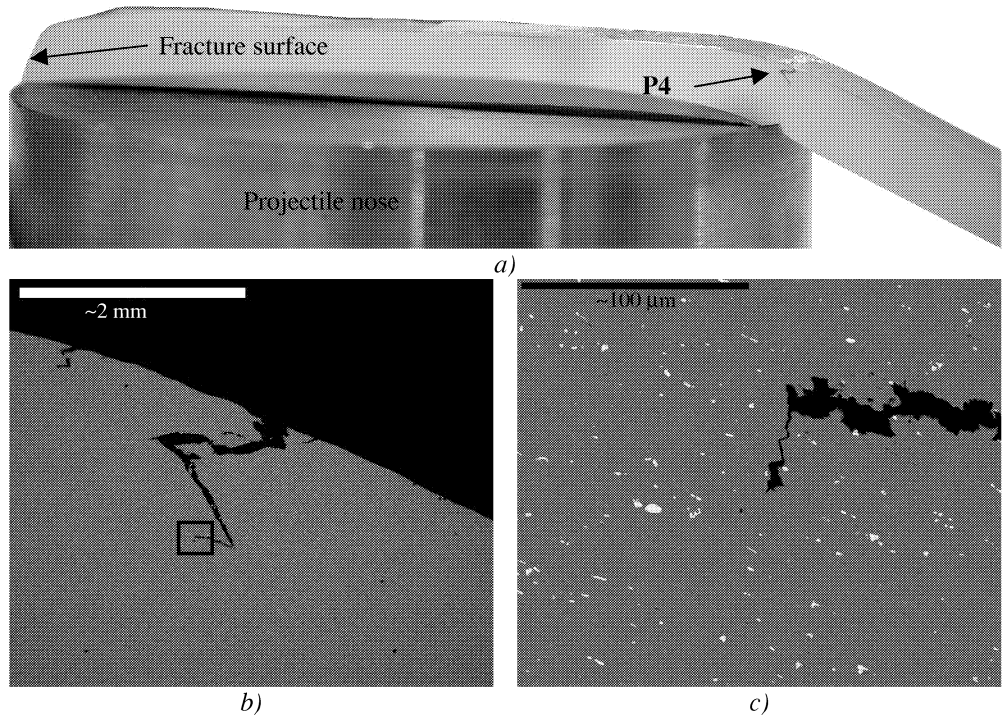 Fracture surface
P4
Projectile nose
a)
~2 mm
~100 μm
b)
c)